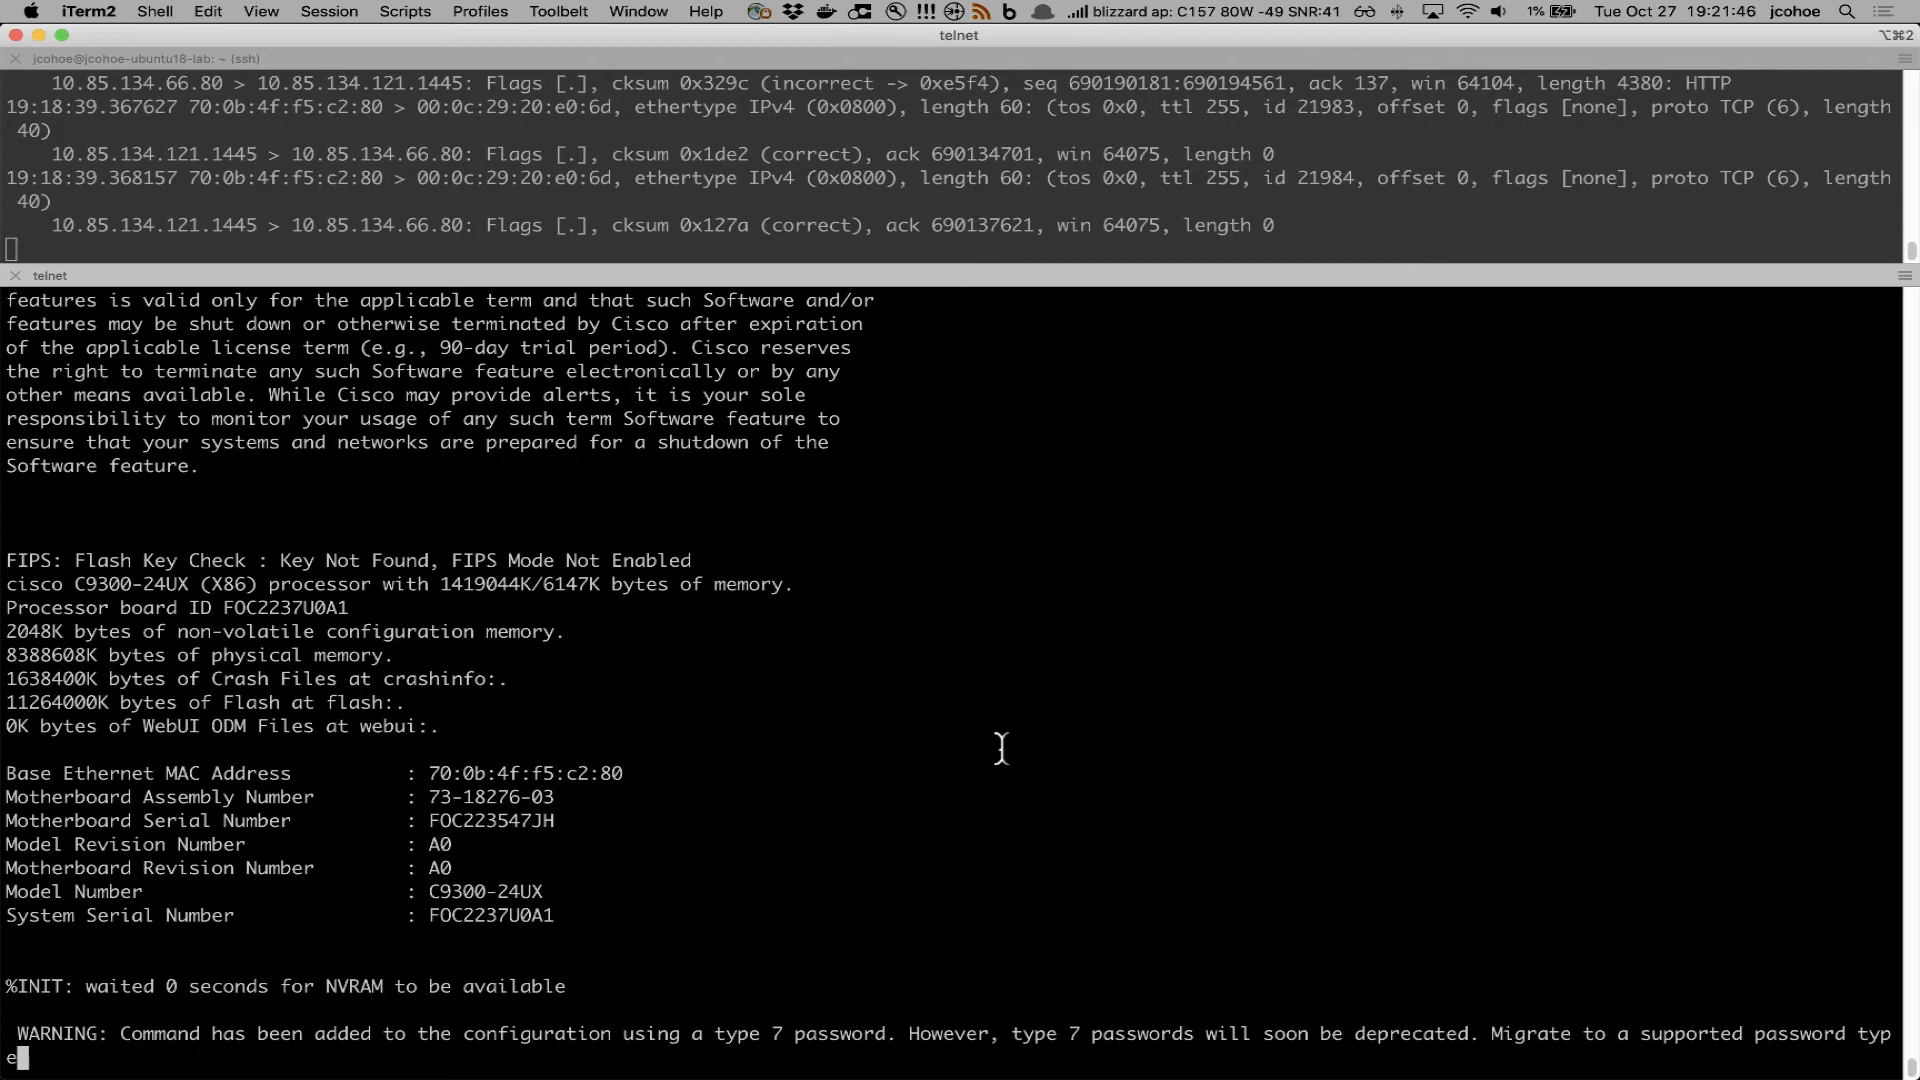 iTerm2 Shell Edit View Session Scripts Profiles Toolbelt Window Help !!! b blizzard ap: C157 80W -49 SNR:41 1% Tue Oct 27 19:21:46 jcohoe
telnet ⌥⌘2
jcohoe@jcohoe-ubuntu18-lab: ~ (ssh)
10.85.134.66.80 > 10.85.134.121.1445: Flags [.], cksum 0x329c (incorrect -> 0xe5f4), seq 690190181:690194561, ack 137, win 64104, length 4380: HTTP
19:18:39.367627 70:0b:4f:f5:c2:80 > 00:0c:29:20:e0:6d, ethertype IPv4 (0x0800), length 60: (tos 0x0, ttl 255, id 21983, offset 0, flags [none], proto TCP (6), length
40)
10.85.134.121.1445 > 10.85.134.66.80: Flags [.], cksum 0x1de2 (correct), ack 690134701, win 64075, length 0
19:18:39.368157 70:0b:4f:f5:c2:80 > 00:0c:29:20:e0:6d, ethertype IPv4 (0x0800), length 60: (tos 0x0, ttl 255, id 21984, offset 0, flags [none], proto TCP (6), length
40)
10.85.134.121.1445 > 10.85.134.66.80: Flags [.], cksum 0x127a (correct), ack 690137621, win 64075, length 0
telnet
features is valid only for the applicable term and that such Software and/or
features may be shut down or otherwise terminated by Cisco after expiration
of the applicable license term (e.g., 90-day trial period). Cisco reserves
the right to terminate any such Software feature electronically or by any
other means available. While Cisco may provide alerts, it is your sole
responsibility to monitor your usage of any such term Software feature to
ensure that your systems and networks are prepared for a shutdown of the
Software feature.
FIPS: Flash Key Check : Key Not Found, FIPS Mode Not Enabled
cisco C9300-24UX (X86) processor with 1419044K/6147K bytes of memory.
Processor board ID FOC2237U0A1
2048K bytes of non-volatile configuration memory.
8388608K bytes of physical memory.
1638400K bytes of Crash Files at crashinfo:.
11264000K bytes of Flash at flash:.
0K bytes of WebUI ODM Files at webui:.
Base Ethernet MAC Address : 70:0b:4f:f5:c2:80
Motherboard Assembly Number : 73-18276-03
Motherboard Serial Number : FOC223547JH
Model Revision Number : A0
Motherboard Revision Number : A0
Model Number : C9300-24UX
System Serial Number : FOC2237U0A1
%INIT: waited 0 seconds for NVRAM to be available
WARNING: Command has been added to the configuration using a type 7 password. However, type 7 passwords will soon be deprecated. Migrate to a supported password typ
e